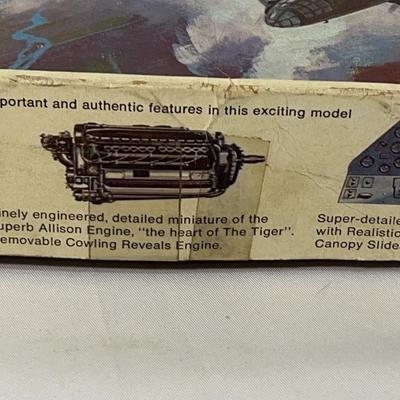 portant and authentic features in this exciting model
inely engineered, detailed miniature of the
uperb Allison Engine, "the heart of The Tiger".
emovable Cowling Reveals Engine.
Super-detaile
with Realistic
Canopy Slide